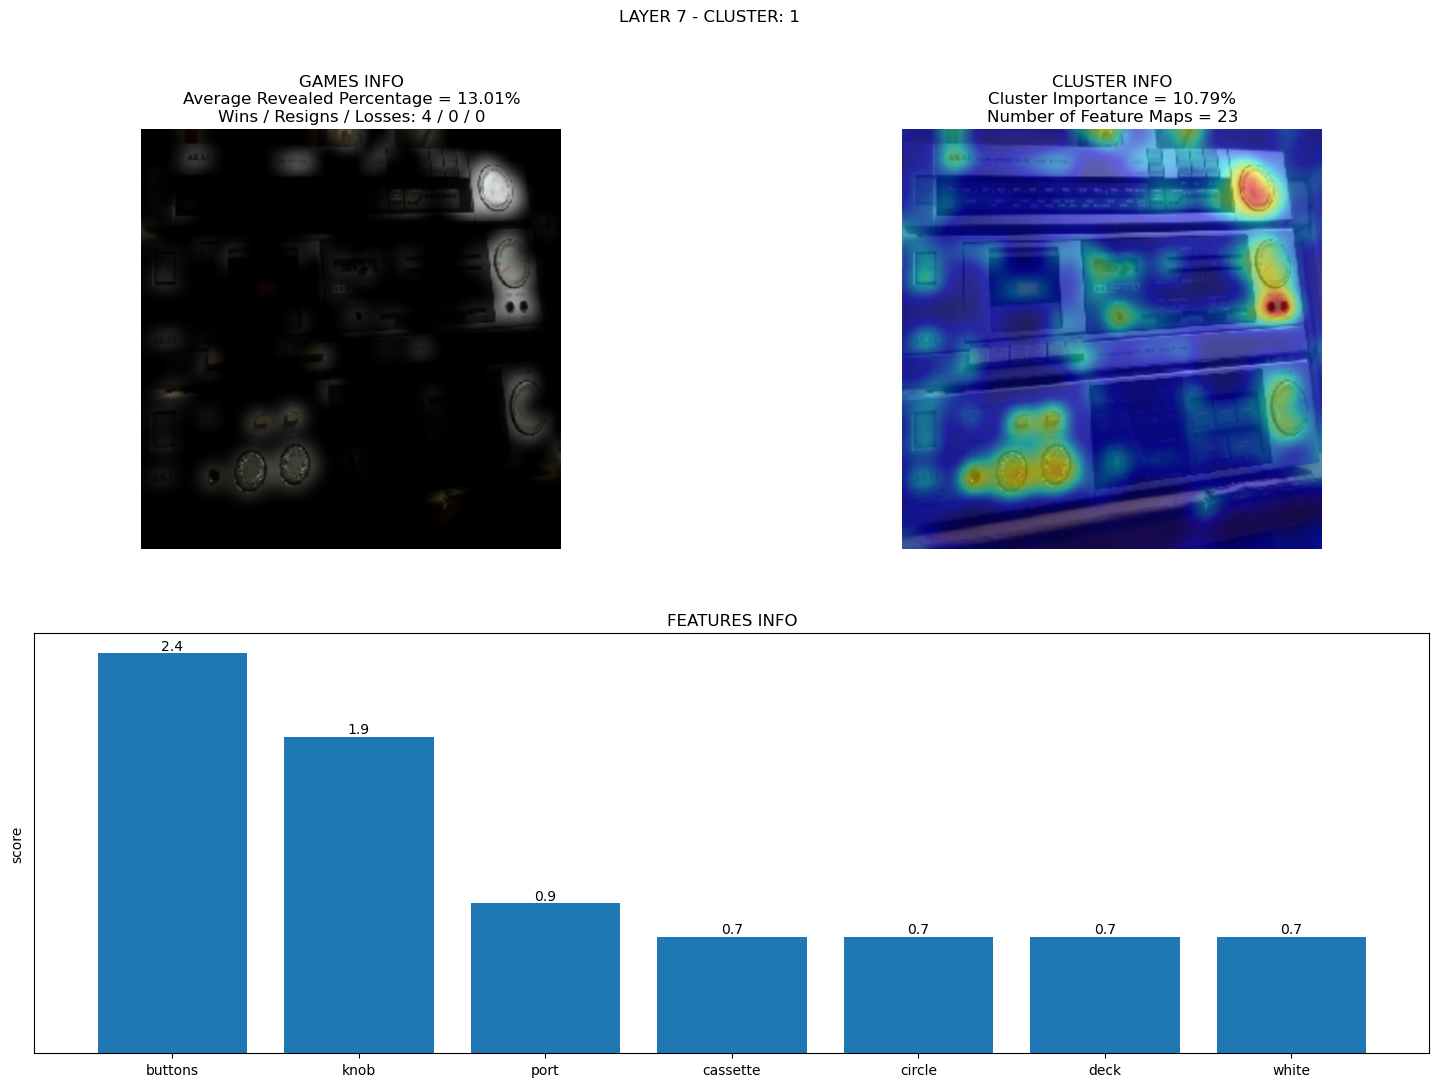 LAYER 7 - CLUSTER: 1
GAMES INFO
Average Revealed Percentage = 13.01%
Wins / Resigns / Losses: 4 / 0 / 0
CLUSTER INFO
Cluster Importance = 10.79%
Number of Feature Maps = 23
AKAI
FEATURES INFO
score
2.4
1.9
0.9
0.7
0.7
0.7
0.7
buttons
knob
port
cassette
circle
deck
white